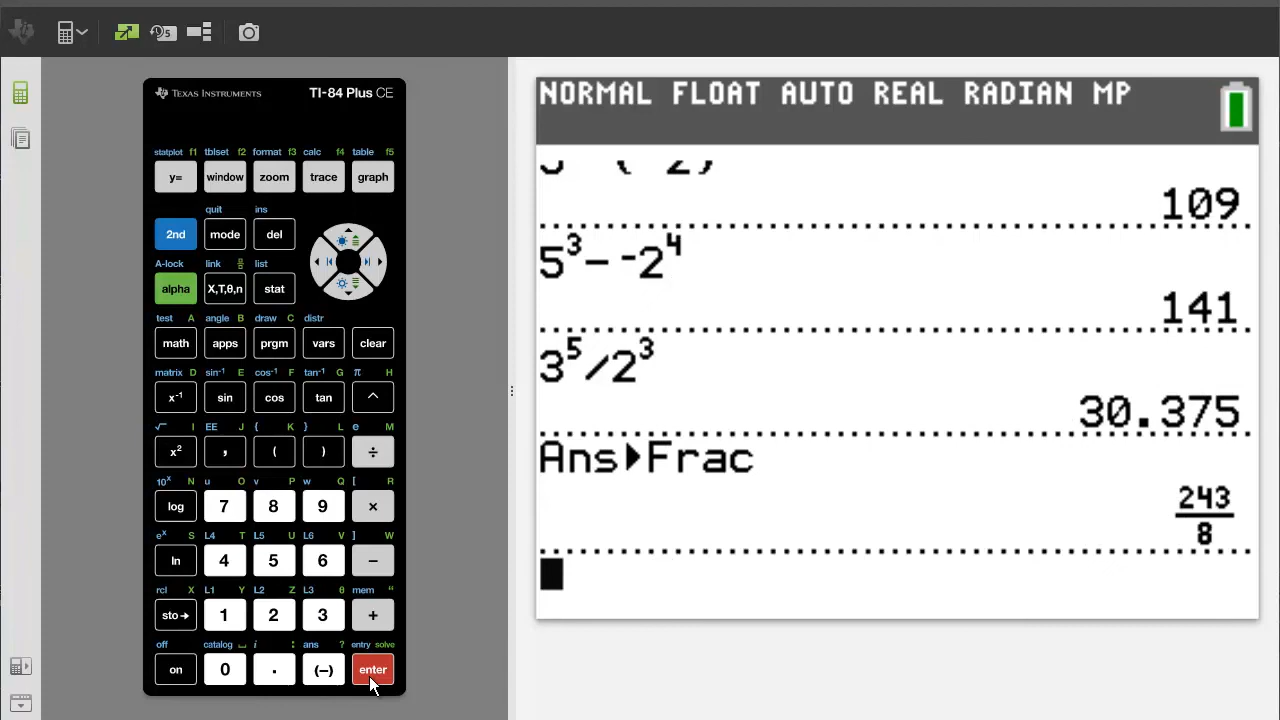 TEXAS INSTRUMENTS TI-84 Plus CE
statplot f1 tblset f2 format f3 calc f4 table f5
y= window zoom trace graph
quit ins
2nd mode del
A-lock link list
alpha X,T,θ,n stat
test A angle B draw C distr
math apps prgm vars clear
matrix D sin⁻¹ E cos⁻¹ F tan⁻¹ G π H
x⁻¹ sin cos tan ^
√ I EE J { K } L e M
x² , ( ) ÷
10ˣ N u O v P w Q [ R
log 7 8 9 ×
eˣ S L4 T L5 U L6 V ] W
ln 4 5 6 −
rcl X L1 Y L2 Z L3 θ mem "
sto→ 1 2 3 +
off catalog ␣ i : ans ? entry solve
on 0 . (−) enter
NORMAL FLOAT AUTO REAL RADIAN MP
109
5³−⁻2⁴
141
3⁵/2³
30.375
Ans▸Frac
243
8